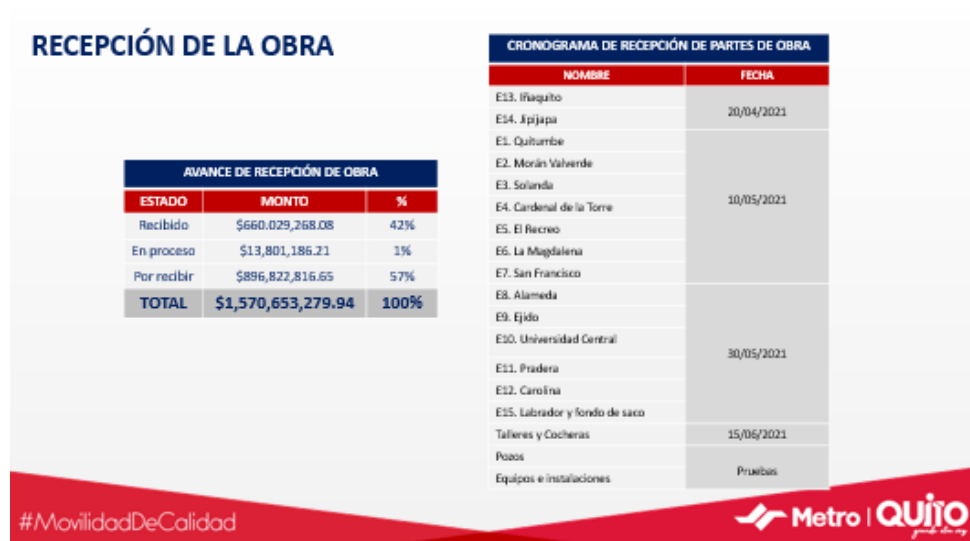 RECEPCIÓN DE LA OBRA
AVANCE DE RECEPCIÓN DE OBRA
ESTADO MONTO %
Recibido $660.029,268.08 42%
En proceso $13,801,186.21 1%
Por recibir $896,822,816.65 57%
TOTAL $1,570,653,279.94 100%
CRONOGRAMA DE RECEPCIÓN DE PARTES DE OBRA
NOMBRE FECHA
E13. Iñaquito
E14. Jipijapa
20/04/2021
E1. Quitumbe
E2. Morán Valverde
E3. Solanda
E4. Cardenal de la Torre
E5. El Recreo
E6. La Magdalena
E7. San Francisco
10/05/2021
E8. Alameda
E9. Ejido
E10. Universidad Central
E11. Pradera
E12. Carolina
E15. Labrador y fondo de saco
30/05/2021
Talleres y Cocheras 15/06/2021
Pozos
Equipos e instalaciones
Pruebas
#MovilidadDeCalidad
Metro | QUITO
grande otra vez